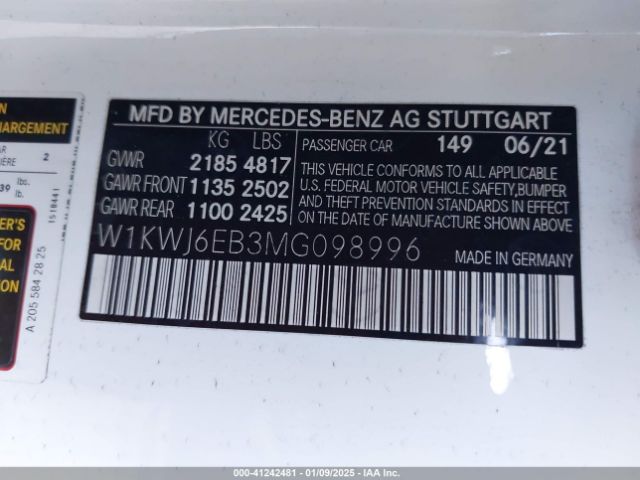 MFD BY MERCEDES-BENZ AG STUTTGART
KG LBS
GVWR 2185 4817
GAWR FRONT 1135 2502
GAWR REAR 1100 2425
PASSENGER CAR 149 06/21
THIS VEHICLE CONFORMS TO ALL APPLICABLE
U.S. FEDERAL MOTOR VEHICLE SAFETY, BUMPER
AND THEFT PREVENTION STANDARDS IN EFFECT
ON THE DATE OF MANUFACTURE SHOWN ABOVE.
W1KWJ6EB3MG098996
MADE IN GERMANY
2
lbs.
lb.
1510441
A 205 584 28 25
000-41242481 - 01/09/2025 - IAA, Inc.